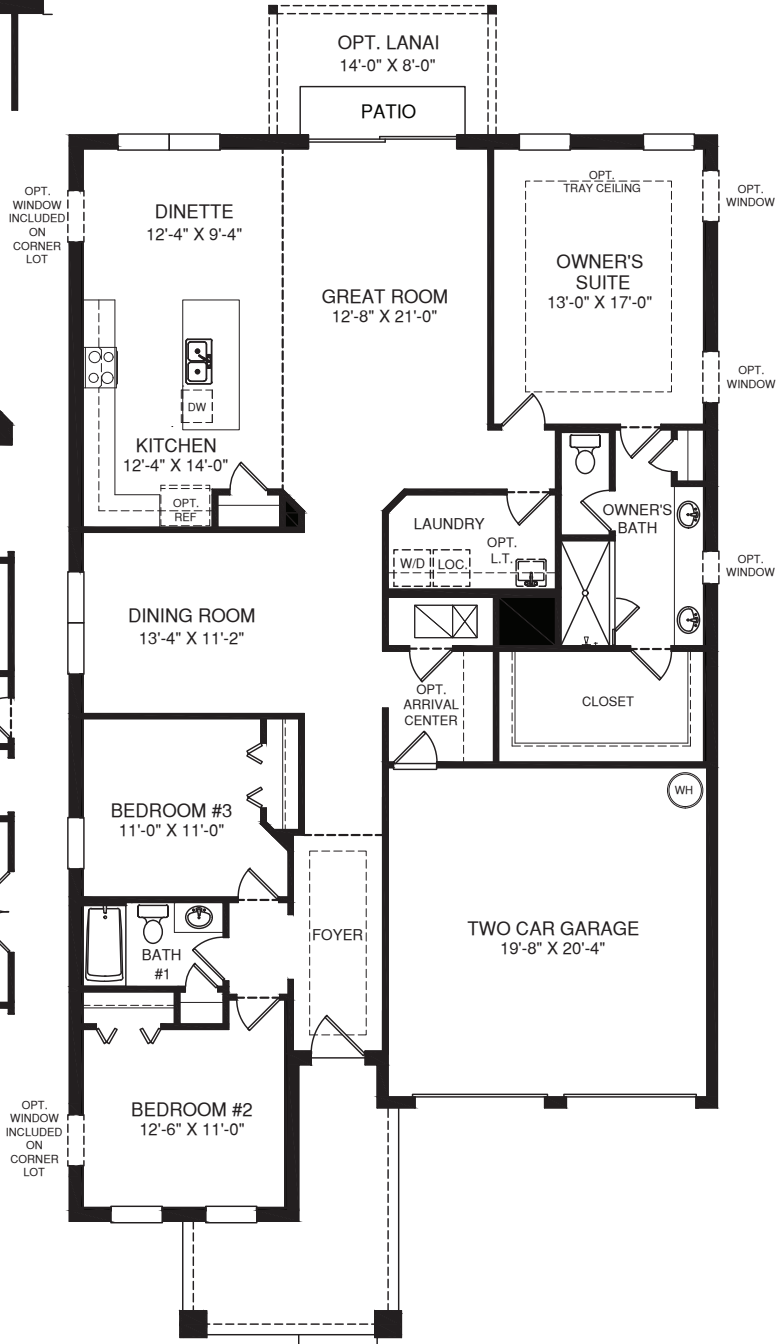 OPT. LANAI
14'-0" X 8'-0"
PATIO
OPT.
WINDOW
INCLUDED
ON
CORNER
LOT
DINETTE
12'-4" X 9'-4"
GREAT ROOM
12'-8" X 21'-0"
OPT.
TRAY CEILING
OWNER'S
SUITE
13'-0" X 17'-0"
OPT.
WINDOW
OPT.
WINDOW
DW
KITCHEN
12'-4" X 14'-0"
OPT.
REF
LAUNDRY
OPT.
L.T.
W/D
LOC.
OWNER'S
BATH
OPT.
WINDOW
DINING ROOM
13'-4" X 11'-2"
OPT.
ARRIVAL
CENTER
CLOSET
WH
BEDROOM #3
11'-0" X 11'-0"
FOYER
TWO CAR GARAGE
19'-8" X 20'-4"
BATH
#1
OPT.
WINDOW
INCLUDED
ON
CORNER
LOT
BEDROOM #2
12'-6" X 11'-0"